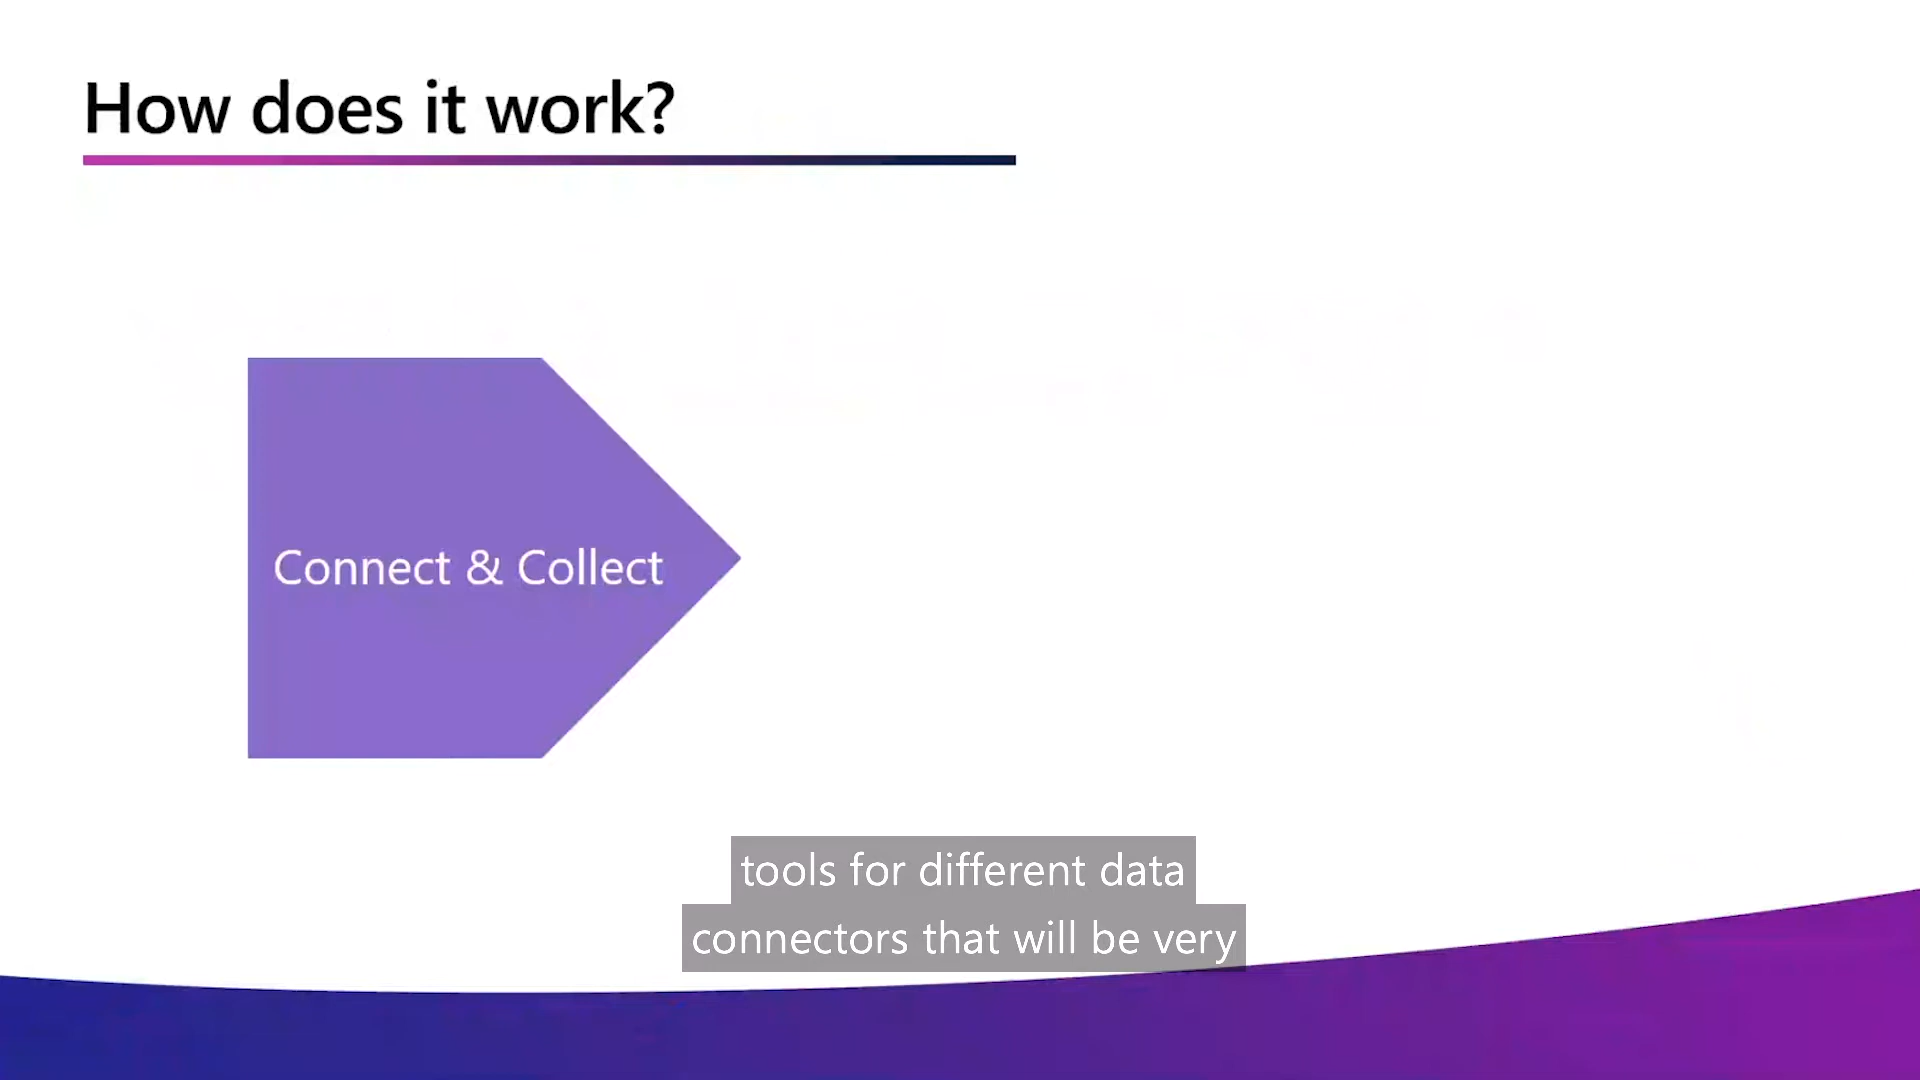 How does it work?
Connect & Collect
tools for different data
connectors that will be very